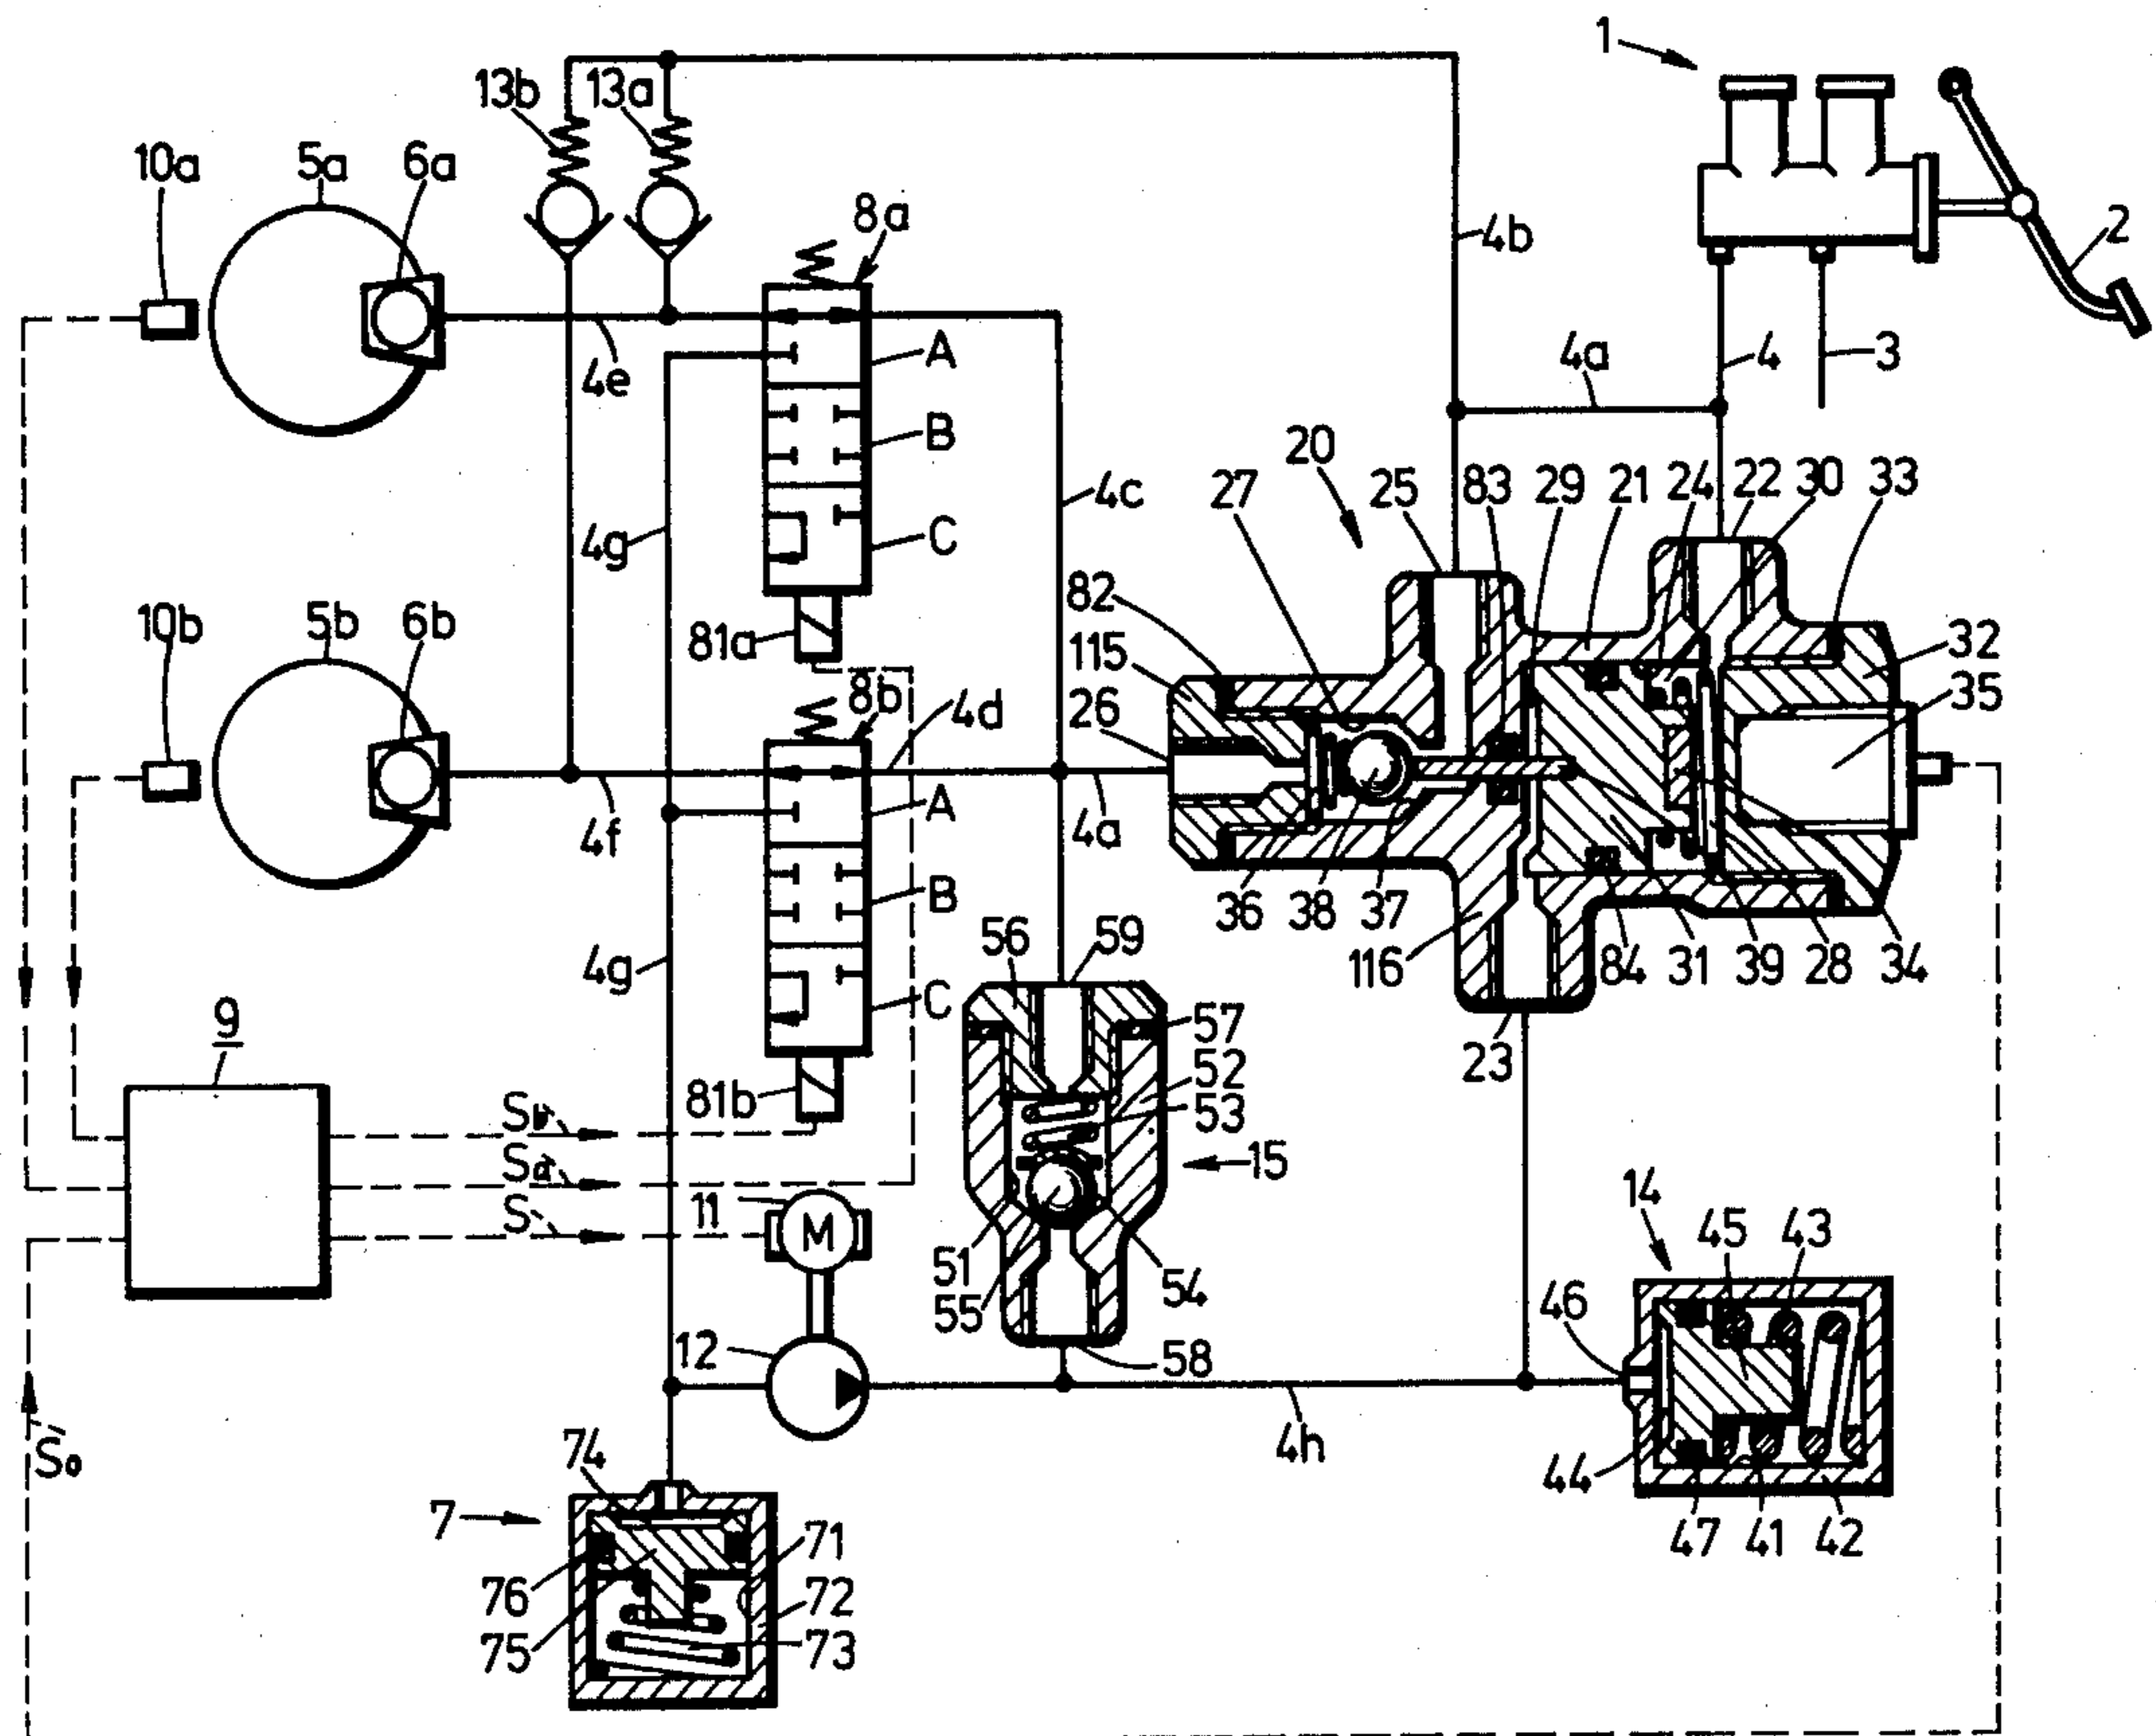 1
13b 13a
10a 5a 6a 8a 4b 2
4a 4 3
4e A
B
20 27 25 83 29 21 24 22 30 33
4c
4g C
82
10b 5b 6b 81a 115 32
8b 4d 26 35
4f A 4a
B 36 38 37
4g 56 59 116 84 31 39 28 34
C
9 57
23
52
81b 53
Sb
Sa 15
S 11 M 14 45 43
51
55 54 46
12 58
S0 74 4h 44
7
71 47 41 42
76 72
75 73